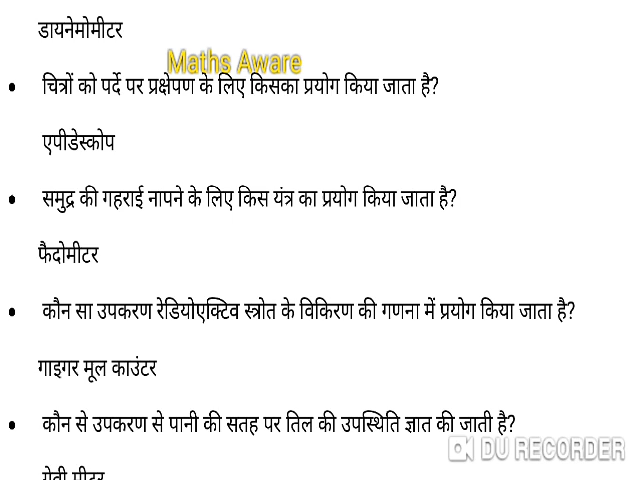 डायनेमोमीटर
Maths Aware
• चित्रों को पर्दे पर प्रक्षेपण के लिए किसका प्रयोग किया जाता है?
एपीडेस्कोप
• समुद्र की गहराई नापने के लिए किस यंत्र का प्रयोग किया जाता है?
फैदोमीटर
• कौन सा उपकरण रेडियोएक्टिव स्त्रोत के विकिरण की गणना में प्रयोग किया जाता है?
गाइगर मूल काउंटर
• कौन से उपकरण से पानी की सतह पर तिल की उपस्थिति ज्ञात की जाती है?
DU RECORDER